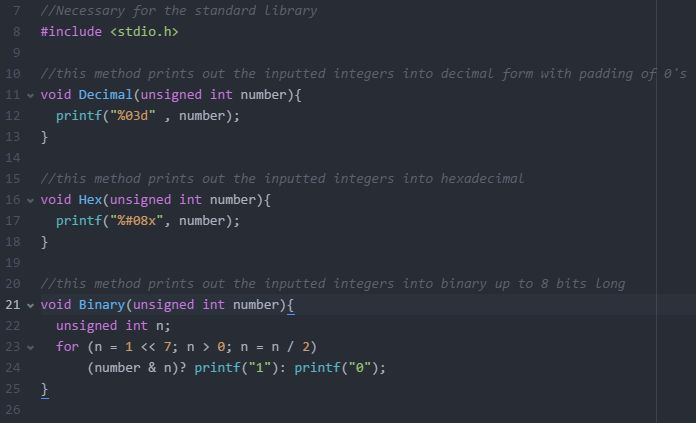 7 //Necessary for the standard library
8 #include <stdio.h>
9
10 //this method prints out the inputted integers into decimal form with padding of 0's
11 void Decimal(unsigned int number){
12 printf("%03d" , number);
13 }
14
15 //this method prints out the inputted integers into hexadecimal
16 void Hex(unsigned int number){
17 printf("%#08x", number);
18 }
19
20 //this method prints out the inputted integers into binary up to 8 bits long
21 void Binary(unsigned int number){
22 unsigned int n;
23 for (n = 1 << 7; n > 0; n = n / 2)
24 (number & n)? printf("1"): printf("0");
25 }
26